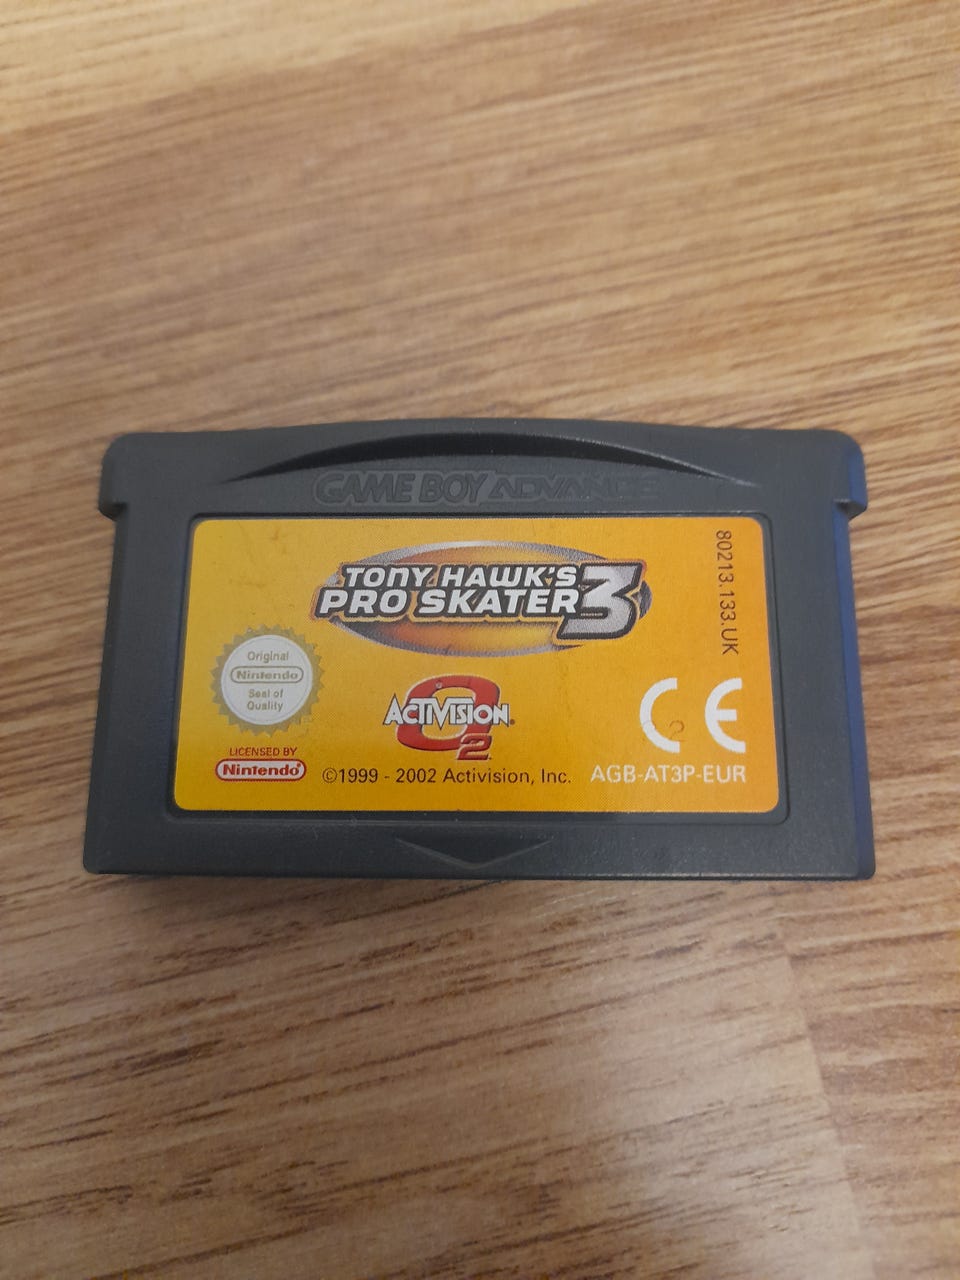 GAME BOY ADVANCE
TONY HAWK'S
PRO SKATER 3
80213.133.UK
Original
Nintendo
Seal of
Quality
ACTIVISION
O2
CE
2
LICENSED BY
Nintendo
©1999 - 2002 Activision, Inc.
AGB-AT3P-EUR